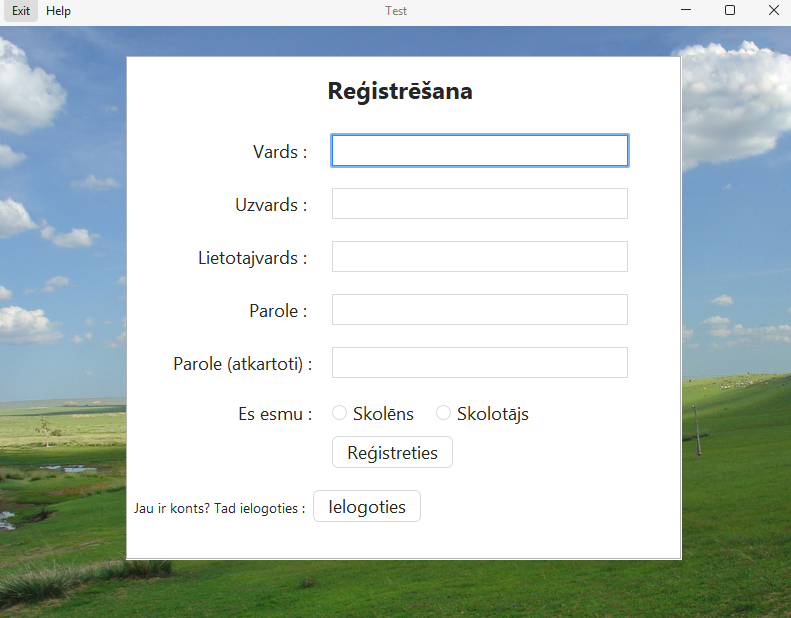 Exit Help Test
Reģistrēšana
Vards :
Uzvards :
Lietotajvards :
Parole :
Parole (atkartoti) :
Es esmu : Skolēns Skolotājs
Reģistreties
Jau ir konts? Tad ielogoties : Ielogoties